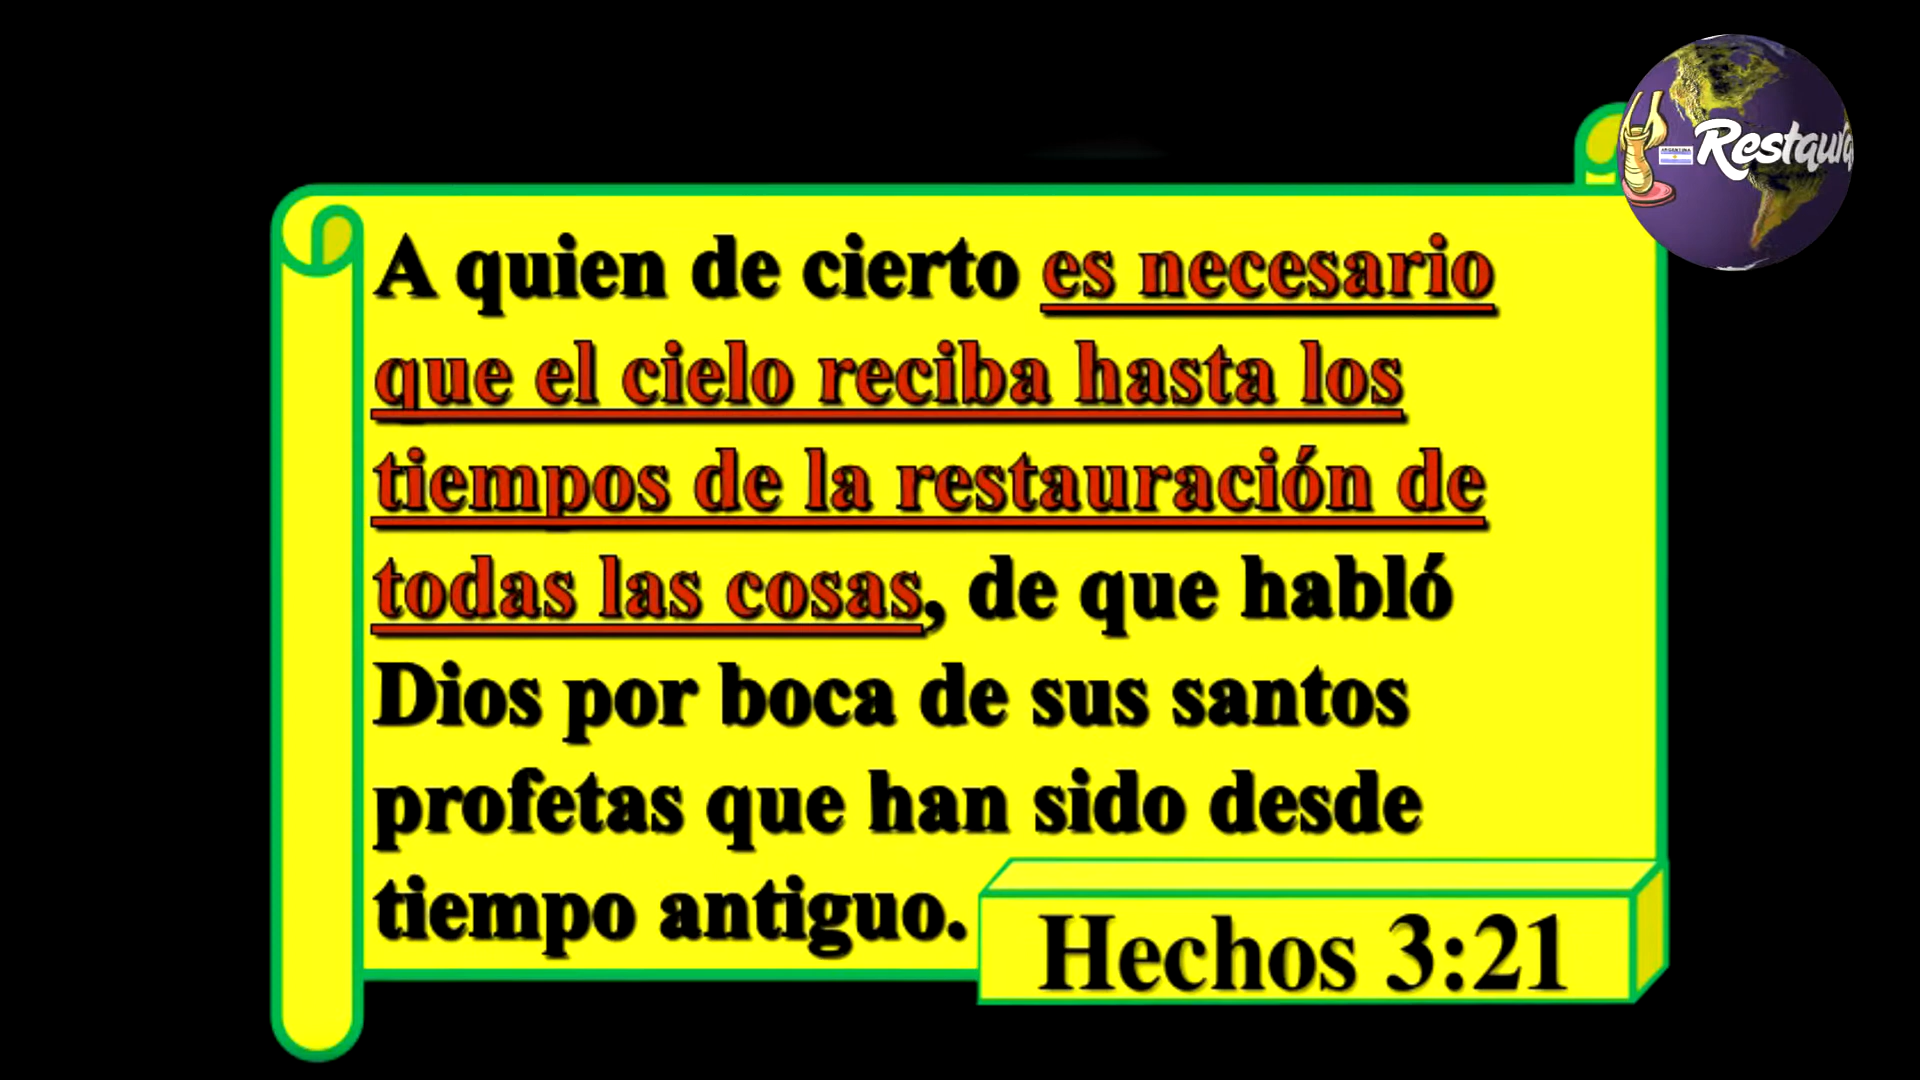 A quien de cierto es necesario
que el cielo reciba hasta los
tiempos de la restauración de
todas las cosas, de que habló
Dios por boca de sus santos
profetas que han sido desde
tiempo antiguo.
Hechos 3:21
ARGENTINA